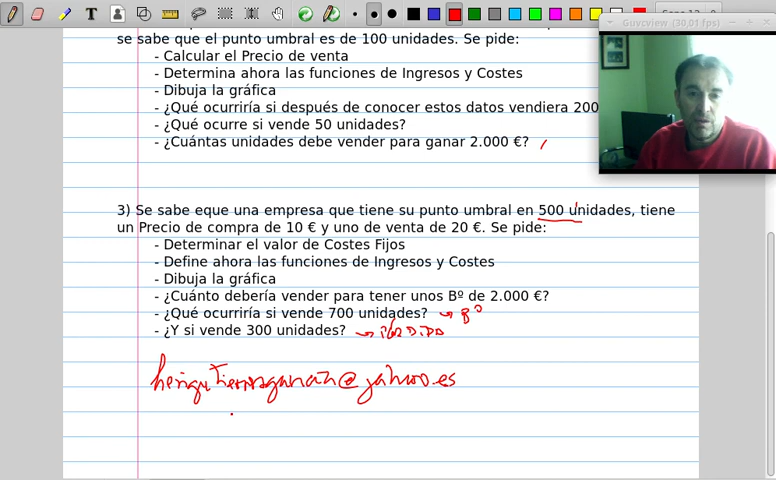 Guvcview (30,01 fps)
se sabe que el punto umbral es de 100 unidades. Se pide:
- Calcular el Precio de venta
- Determina ahora las funciones de Ingresos y Costes
- Dibuja la gráfica
- ¿Qué ocurriría si después de conocer estos datos vendiera 200
- ¿Qué ocurre si vende 50 unidades?
- ¿Cuántas unidades debe vender para ganar 2.000 €?
3) Se sabe eque una empresa que tiene su punto umbral en 500 unidades, tiene
un Precio de compra de 10 € y uno de venta de 20 €. Se pide:
- Determinar el valor de Costes Fijos
- Define ahora las funciones de Ingresos y Costes
- Dibuja la gráfica
- ¿Cuánto debería vender para tener unos Bº de 2.000 €?
- ¿Qué ocurriría si vende 700 unidades? → Bº
- ¿Y si vende 300 unidades? →
@yahoo.es